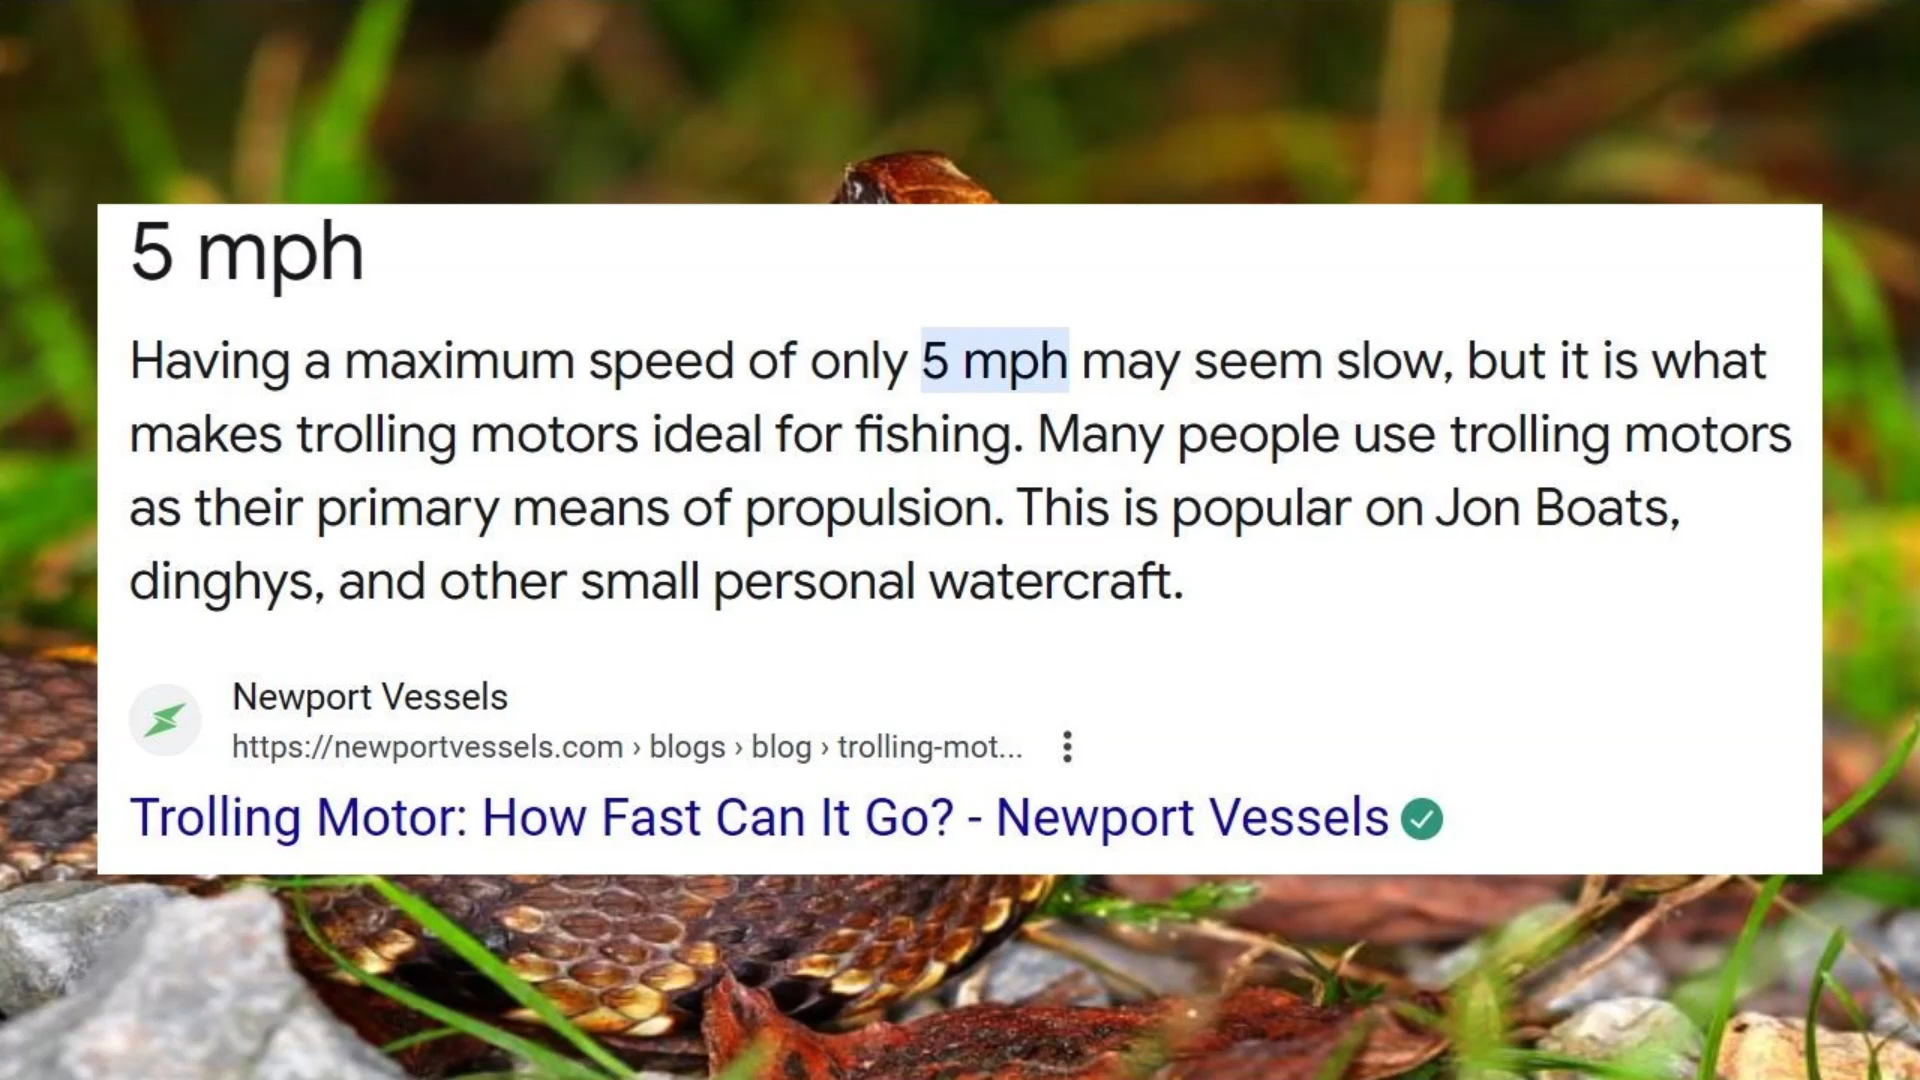 5 mph
Having a maximum speed of only 5 mph may seem slow, but it is what
makes trolling motors ideal for fishing. Many people use trolling motors
as their primary means of propulsion. This is popular on Jon Boats,
dinghys, and other small personal watercraft.
Newport Vessels
https://newportvessels.com › blogs › blog › trolling-mot...
Trolling Motor: How Fast Can It Go? - Newport Vessels